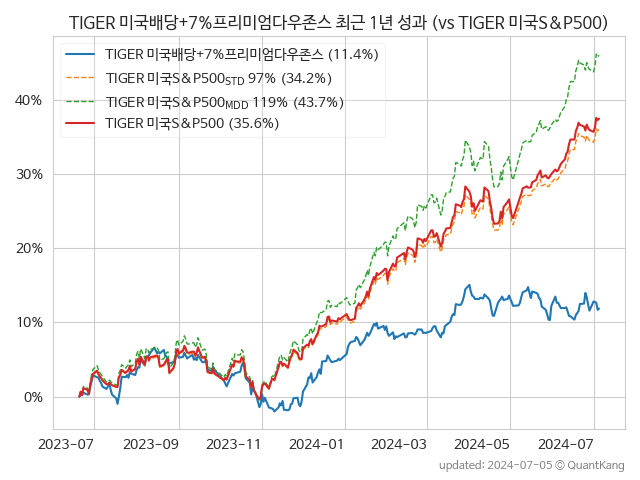 TIGER 미국배당+7%프리미엄다우존스 최근 1년 성과 (vs TIGER 미국S&P500)
TIGER 미국배당+7%프리미엄다우존스 (11.4%)
TIGER 미국S&P500STD 97% (34.2%)
TIGER 미국S&P500MDD 119% (43.7%)
TIGER 미국S&P500 (35.6%)
40%
30%
20%
10%
0%
2023-07
2023-09
2023-11
2024-01
2024-03
2024-05
2024-07
updated: 2024-07-05 © QuantKang